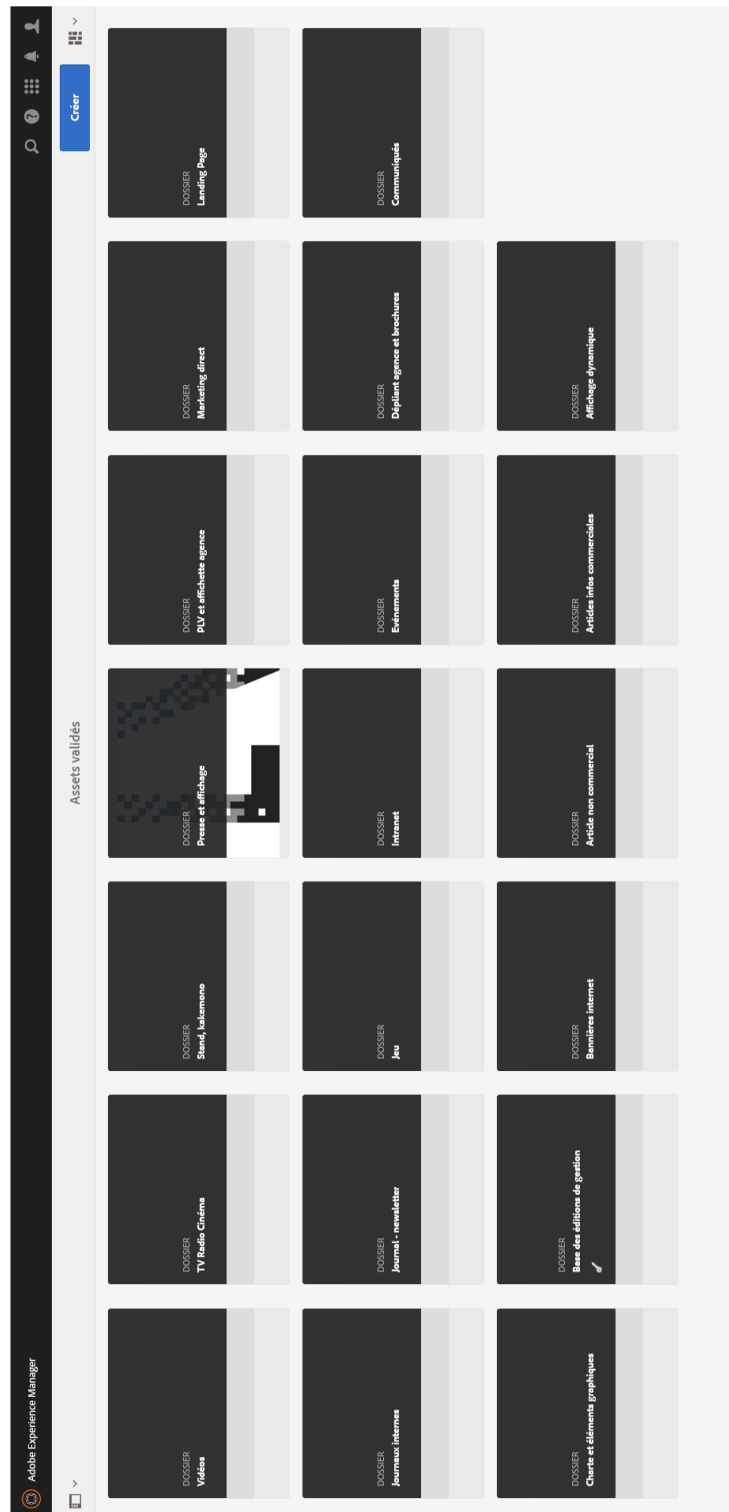 Adobe Experience Manager
Assets validés
Créer
DOSSIER
Vidéos
DOSSIER
TV Radio Cinéma
DOSSIER
Stand, kakemono
DOSSIER
Presse et affichage
DOSSIER
PLV et affichette agence
DOSSIER
Marketing direct
DOSSIER
Landing Page
DOSSIER
Journaux internes
DOSSIER
Journal - newsletter
DOSSIER
Jeu
DOSSIER
Intranet
DOSSIER
Evénements
DOSSIER
Dépliant agence et brochures
DOSSIER
Communiqués
DOSSIER
Charte et éléments graphiques
DOSSIER
Base des éditions de gestion
DOSSIER
Bannières internet
DOSSIER
Article non commercial
DOSSIER
Articles infos commerciales
DOSSIER
Affichage dynamique